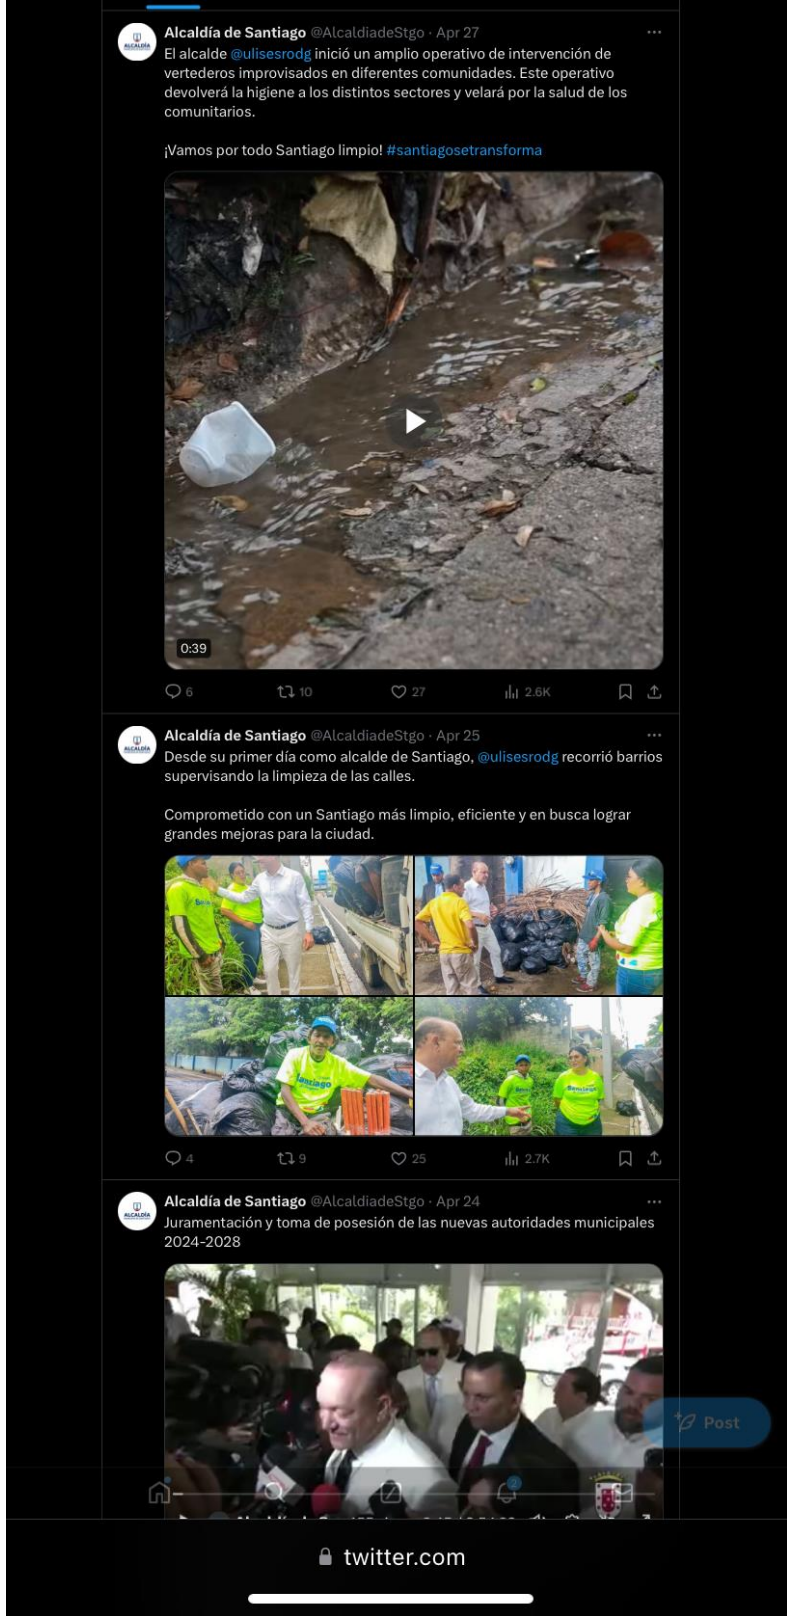 Alcaldía de Santiago @AlcaldiadeStgo · Apr 27
El alcalde @ulisesrodg inició un amplio operativo de intervención de
vertederos improvisados en diferentes comunidades. Este operativo
devolverá la higiene a los distintos sectores y velará por la salud de los
comunitarios.
¡Vamos por todo Santiago limpio! #santiagosetransforma
ALCALDÍA
0:39
6 10 27 2.6K
Alcaldía de Santiago @AlcaldiadeStgo · Apr 25
Desde su primer día como alcalde de Santiago, @ulisesrodg recorrió barrios
supervisando la limpieza de las calles.
Comprometido con un Santiago más limpio, eficiente y en busca lograr
grandes mejoras para la ciudad.
ALCALDÍA
Santiago
4 9 25 2.7K
Alcaldía de Santiago @AlcaldiadeStgo · Apr 24
Juramentación y toma de posesión de las nuevas autoridades municipales
2024-2028
ALCALDÍA
Post
2
twitter.com